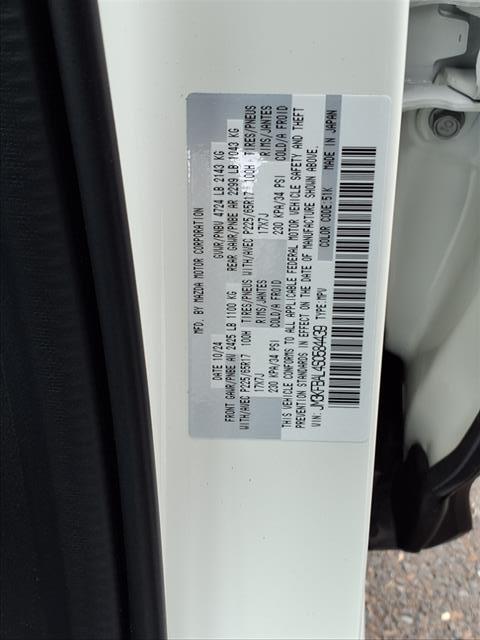 MFD. BY MAZDA MOTOR CORPORATION
DATE 10/24 GVWR/PNBV 4724 LB 2143 KG
FRONT GAWR/PNBE AV 2425 LB 1100 KG REAR GAWR/PNBE AR 2299 LB 1043 KG
WITH/AVEC P225/65R17 100H TIRES/PNEUS WITH/AVEC P225/65R17 100H TIRES/PNEUS
17X7J RIMS/JANTES 17X7J RIMS/JANTES
230 KPA/34 PSI COLD/A FROID 230 KPA/34 PSI COLD/A FROID
THIS VEHICLE CONFORMS TO ALL APPLICABLE FEDERAL MOTOR VEHICLE SAFETY AND THEFT
PREVENTION STANDARDS IN EFFECT ON THE DATE OF MANUFACTURE SHOWN ABOVE.
VIN: JM3KFBAL4S0584439 TYPE:MPV COLOR CODE:51K MADE IN JAPAN